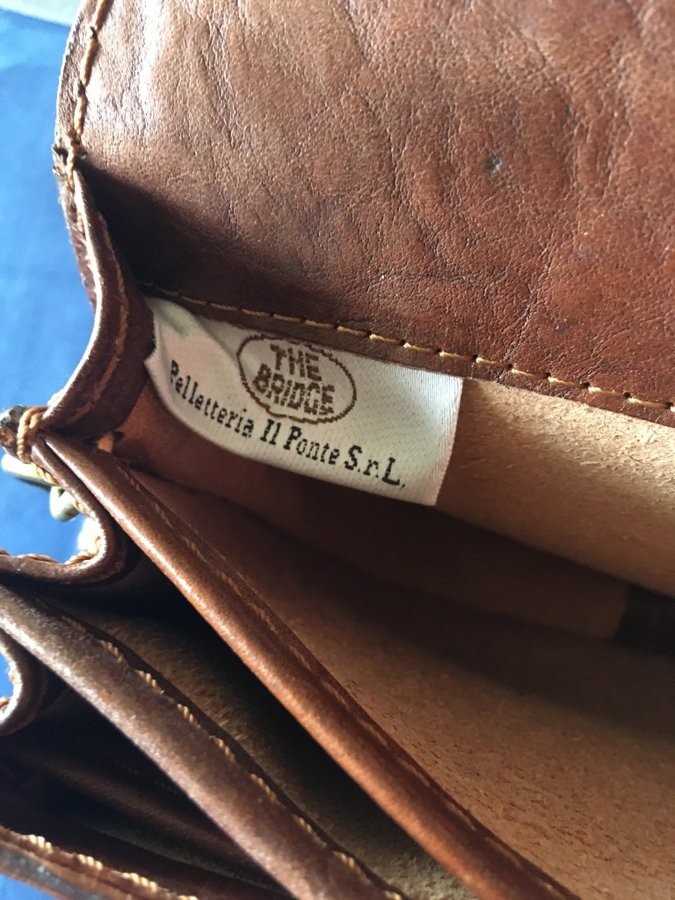 THE
BRIDGE
Pelletteria Il Ponte S.r.L.